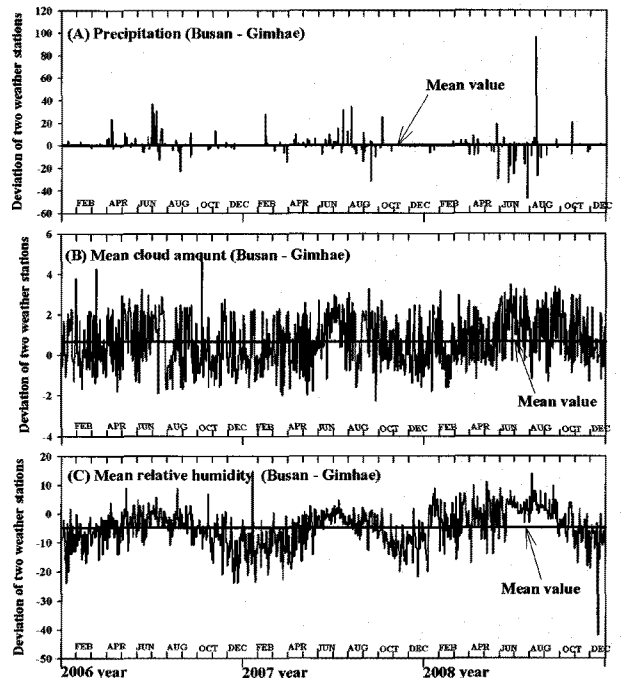 Deviation of two weather stations
(A) Precipitation (Busan - Gimhae)
120
100
80
60
40
20
0
-20
-40
-60
Mean value
FEB APR JUN AUG OCT DEC FEB APR JUN AUG OCT DEC FEB APR JUN AUG OCT DEC
Deviation of two weather stations
(B) Mean cloud amount (Busan - Gimhae)
6
4
2
0
-2
-4
Mean value
FEB APR JUN AUG OCT DEC FEB APR JUN AUG OCT DEC FEB APR JUN AUG OCT DEC
Deviation of two weather stations
(C) Mean relative humidity (Busan - Gimhae)
20
10
0
-10
-20
-30
-40
-50
Mean value
FEB APR JUN AUG OCT DEC FEB APR JUN AUG OCT DEC FEB APR JUN AUG OCT DEC
2006 year 2007 year 2008 year